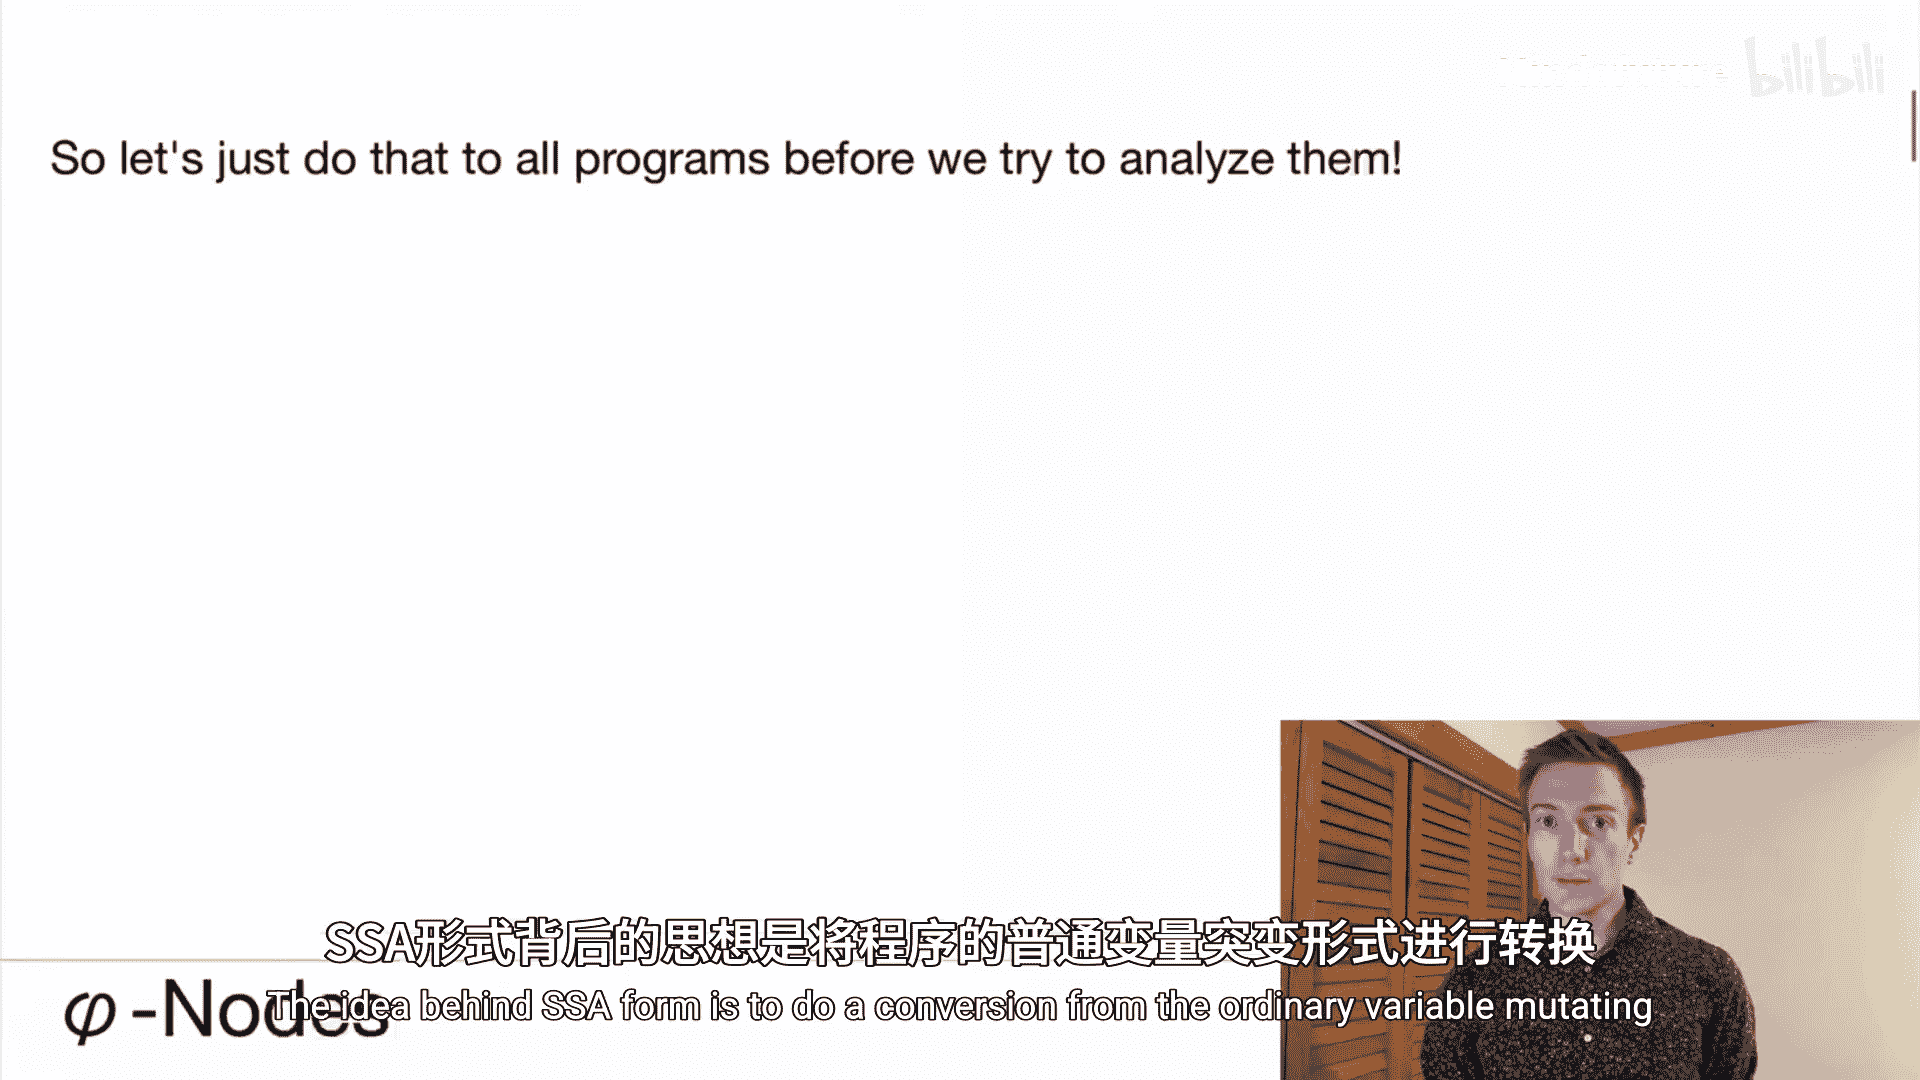 bilibili
So let's just do that to all programs before we try to analyze them!
SSA形式背后的思想是将程序的普通变量突变形式进行转换
φ-Nodes
The idea behind SSA form is to do a conversion from the ordinary variable mutating